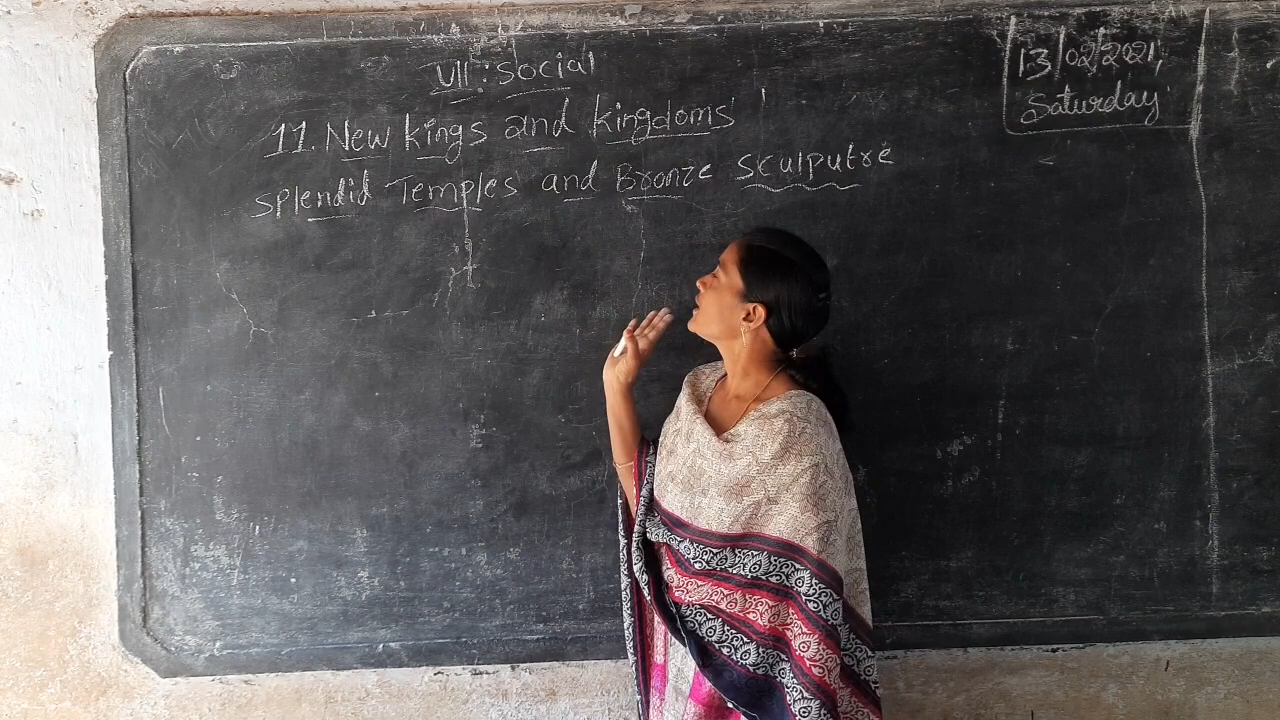 VII : Social
13/02/2021,
Saturday
11. New kings and kingdoms
splendid Temples and Bronze sculputre